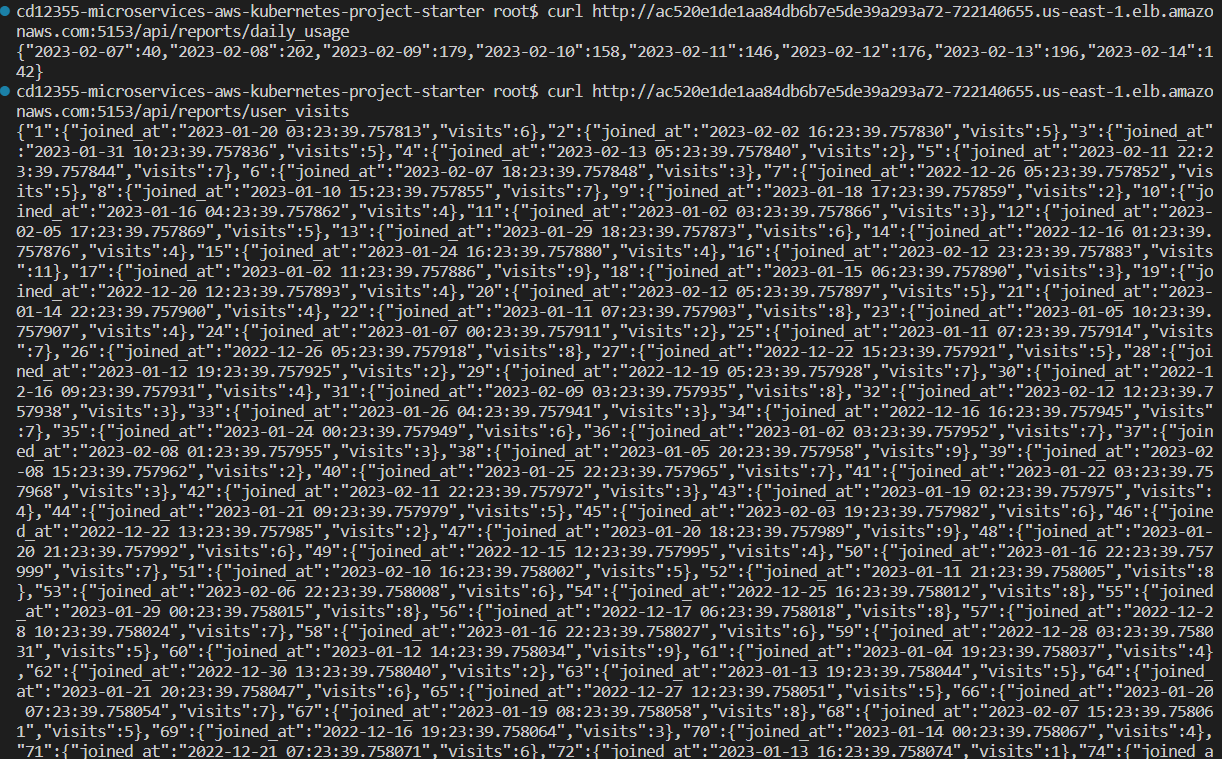 cd12355-microservices-aws-kubernetes-project-starter root$ curl http://ac520e1de1aa84db6b7e5de39a293a72-722140655.us-east-1.elb.amazo
naws.com:5153/api/reports/daily_usage
{"2023-02-07":40,"2023-02-08":202,"2023-02-09":179,"2023-02-10":158,"2023-02-11":146,"2023-02-12":176,"2023-02-13":196,"2023-02-14":1
42}
cd12355-microservices-aws-kubernetes-project-starter root$ curl http://ac520e1de1aa84db6b7e5de39a293a72-722140655.us-east-1.elb.amazo
naws.com:5153/api/reports/user_visits
{"1":{"joined_at":"2023-01-20 03:23:39.757813","visits":6},"2":{"joined_at":"2023-02-02 16:23:39.757830","visits":5},"3":{"joined_at"
:"2023-01-31 10:23:39.757836","visits":5},"4":{"joined_at":"2023-02-13 05:23:39.757840","visits":2},"5":{"joined_at":"2023-02-11 22:2
3:39.757844","visits":7},"6":{"joined_at":"2023-02-07 18:23:39.757848","visits":3},"7":{"joined_at":"2022-12-26 05:23:39.757852","vis
its":5},"8":{"joined_at":"2023-01-10 15:23:39.757855","visits":7},"9":{"joined_at":"2023-01-18 17:23:39.757859","visits":2},"10":{"jo
ined_at":"2023-01-16 04:23:39.757862","visits":4},"11":{"joined_at":"2023-01-02 03:23:39.757866","visits":3},"12":{"joined_at":"2023-
02-05 17:23:39.757869","visits":5},"13":{"joined_at":"2023-01-29 18:23:39.757873","visits":6},"14":{"joined_at":"2022-12-16 01:23:39.
757876","visits":4},"15":{"joined_at":"2023-01-24 16:23:39.757880","visits":4},"16":{"joined_at":"2023-02-12 23:23:39.757883","visits
":11},"17":{"joined_at":"2023-01-02 11:23:39.757886","visits":9},"18":{"joined_at":"2023-01-15 06:23:39.757890","visits":3},"19":{"jo
ined_at":"2022-12-20 12:23:39.757893","visits":4},"20":{"joined_at":"2023-02-12 05:23:39.757897","visits":5},"21":{"joined_at":"2023-
01-14 22:23:39.757900","visits":4},"22":{"joined_at":"2023-01-11 07:23:39.757903","visits":8},"23":{"joined_at":"2023-01-05 10:23:39.
757907","visits":4},"24":{"joined_at":"2023-01-07 00:23:39.757911","visits":2},"25":{"joined_at":"2023-01-11 07:23:39.757914","visits
":7},"26":{"joined_at":"2022-12-26 05:23:39.757918","visits":8},"27":{"joined_at":"2022-12-22 15:23:39.757921","visits":5},"28":{"joi
ned_at":"2023-01-12 19:23:39.757925","visits":2},"29":{"joined_at":"2022-12-19 05:23:39.757928","visits":7},"30":{"joined_at":"2022-1
2-16 09:23:39.757931","visits":4},"31":{"joined_at":"2023-02-09 03:23:39.757935","visits":8},"32":{"joined_at":"2023-02-12 12:23:39.7
57938","visits":3},"33":{"joined_at":"2023-01-26 04:23:39.757941","visits":3},"34":{"joined_at":"2022-12-16 16:23:39.757945","visits"
:7},"35":{"joined_at":"2023-01-24 00:23:39.757949","visits":6},"36":{"joined_at":"2023-01-02 03:23:39.757952","visits":7},"37":{"join
ed_at":"2023-02-08 01:23:39.757955","visits":3},"38":{"joined_at":"2023-01-05 20:23:39.757958","visits":9},"39":{"joined_at":"2023-02
-08 15:23:39.757962","visits":2},"40":{"joined_at":"2023-01-25 22:23:39.757965","visits":7},"41":{"joined_at":"2023-01-22 03:23:39.75
7968","visits":3},"42":{"joined_at":"2023-02-11 22:23:39.757972","visits":3},"43":{"joined_at":"2023-01-19 02:23:39.757975","visits":
4},"44":{"joined_at":"2023-01-21 09:23:39.757979","visits":5},"45":{"joined_at":"2023-02-03 19:23:39.757982","visits":6},"46":{"joine
d_at":"2022-12-22 13:23:39.757985","visits":2},"47":{"joined_at":"2023-01-20 18:23:39.757989","visits":9},"48":{"joined_at":"2023-01-
20 21:23:39.757992","visits":6},"49":{"joined_at":"2022-12-15 12:23:39.757995","visits":4},"50":{"joined_at":"2023-01-16 22:23:39.757
999","visits":7},"51":{"joined_at":"2023-02-10 16:23:39.758002","visits":5},"52":{"joined_at":"2023-01-11 21:23:39.758005","visits":8
},"53":{"joined_at":"2023-02-06 22:23:39.758008","visits":6},"54":{"joined_at":"2022-12-25 16:23:39.758012","visits":8},"55":{"joined
_at":"2023-01-29 00:23:39.758015","visits":8},"56":{"joined_at":"2022-12-17 06:23:39.758018","visits":8},"57":{"joined_at":"2022-12-2
8 10:23:39.758024","visits":7},"58":{"joined_at":"2023-01-16 22:23:39.758027","visits":6},"59":{"joined_at":"2022-12-28 03:23:39.7580
31","visits":5},"60":{"joined_at":"2023-01-12 14:23:39.758034","visits":9},"61":{"joined_at":"2023-01-04 19:23:39.758037","visits":4}
,"62":{"joined_at":"2022-12-30 13:23:39.758040","visits":2},"63":{"joined_at":"2023-01-13 19:23:39.758044","visits":5},"64":{"joined_
at":"2023-01-21 20:23:39.758047","visits":6},"65":{"joined_at":"2022-12-27 12:23:39.758051","visits":5},"66":{"joined_at":"2023-01-20
 07:23:39.758054","visits":7},"67":{"joined_at":"2023-01-19 08:23:39.758058","visits":8},"68":{"joined_at":"2023-02-07 15:23:39.75806
1","visits":5},"69":{"joined_at":"2022-12-16 19:23:39.758064","visits":3},"70":{"joined_at":"2023-01-14 00:23:39.758067","visits":4},
"71":{"joined_at":"2022-12-21 07:23:39.758071","visits":6},"72":{"joined_at":"2023-01-13 16:23:39.758074","visits":1},"74":{"joined_a